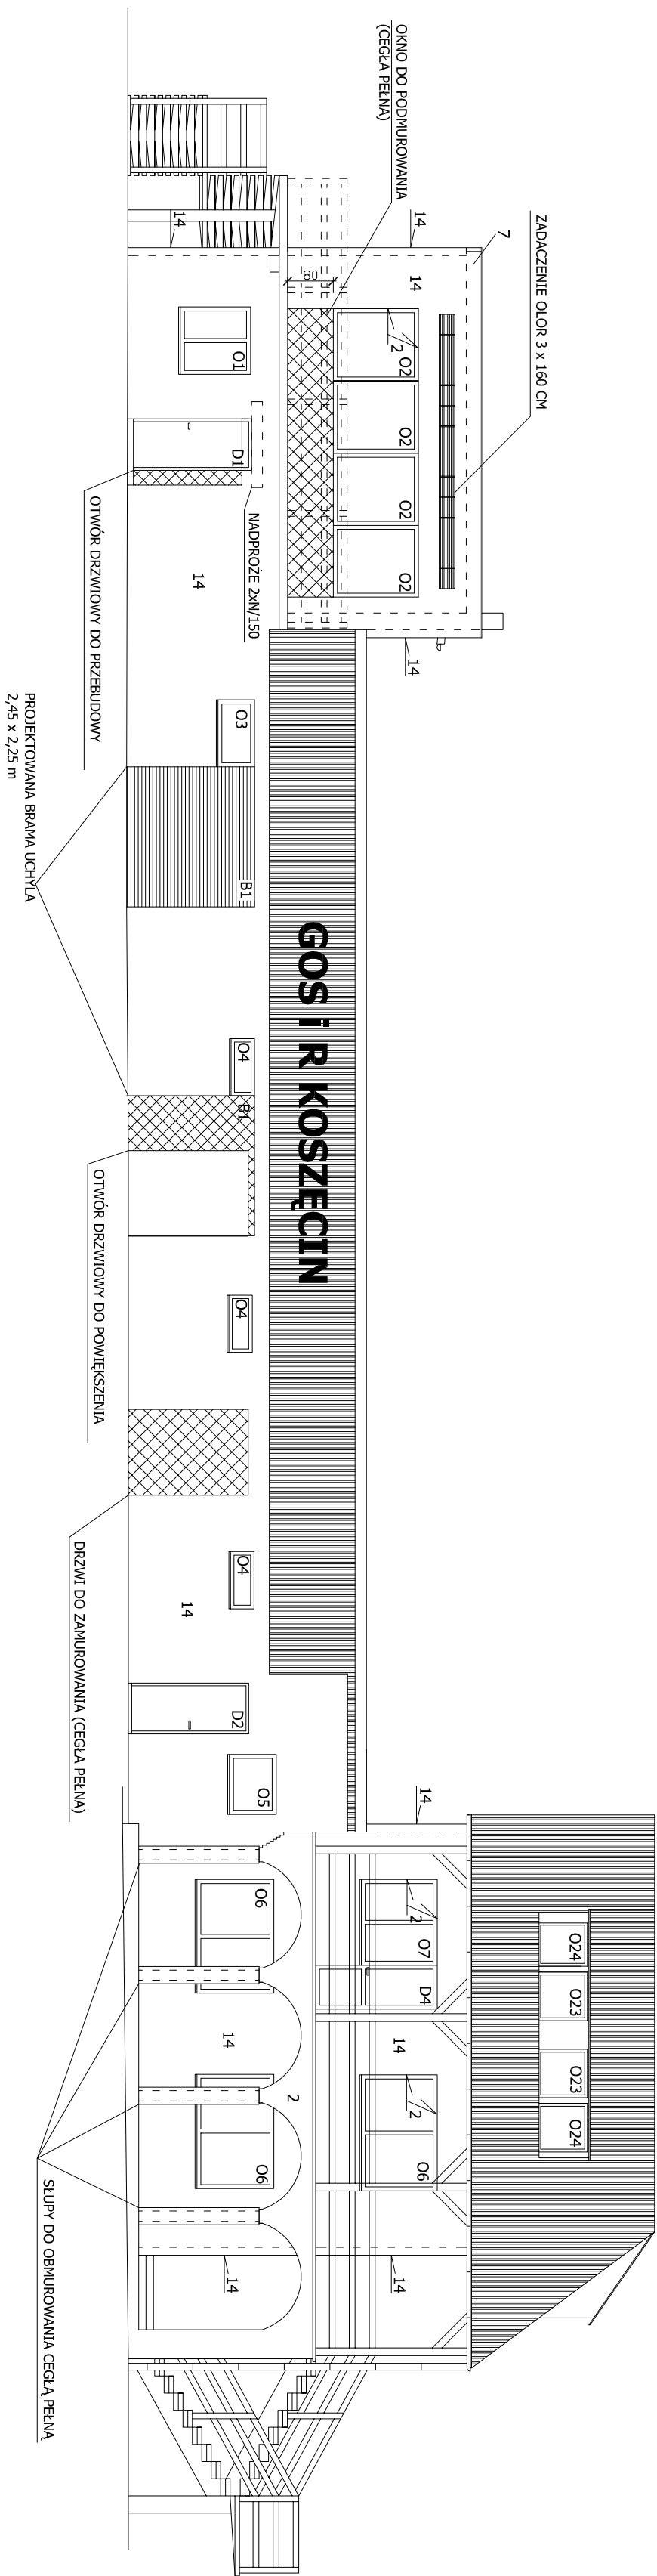 ZADACZENIE OLOR 3 x 160 CM
OKNO DO PODMUROWANIA
(CEGŁA PEŁNA)
7
14
14
14
14
80
2
O2
O2
O2
O2
O1
D1
NADPROŻE 2xN/150
OTWÓR DRZWIOWY DO PRZEBUDOWY
14
O3
B1
PROJEKTOWANA BRAMA UCHYLA
2,45 x 2,25 m
GOS i R KOSZĘCIN
O4
B1
OTWÓR DRZWIOWY DO POWIĘKSZENIA
O4
DRZWI DO ZAMUROWANIA (CEGŁA PEŁNA)
O4
14
D2
O5
14
O24
O23
O23
O24
2
O7
D4
14
2
O6
14
O6
14
2
O6
14
SŁUPY DO OBMUROWANIA CEGŁĄ PEŁNĄ